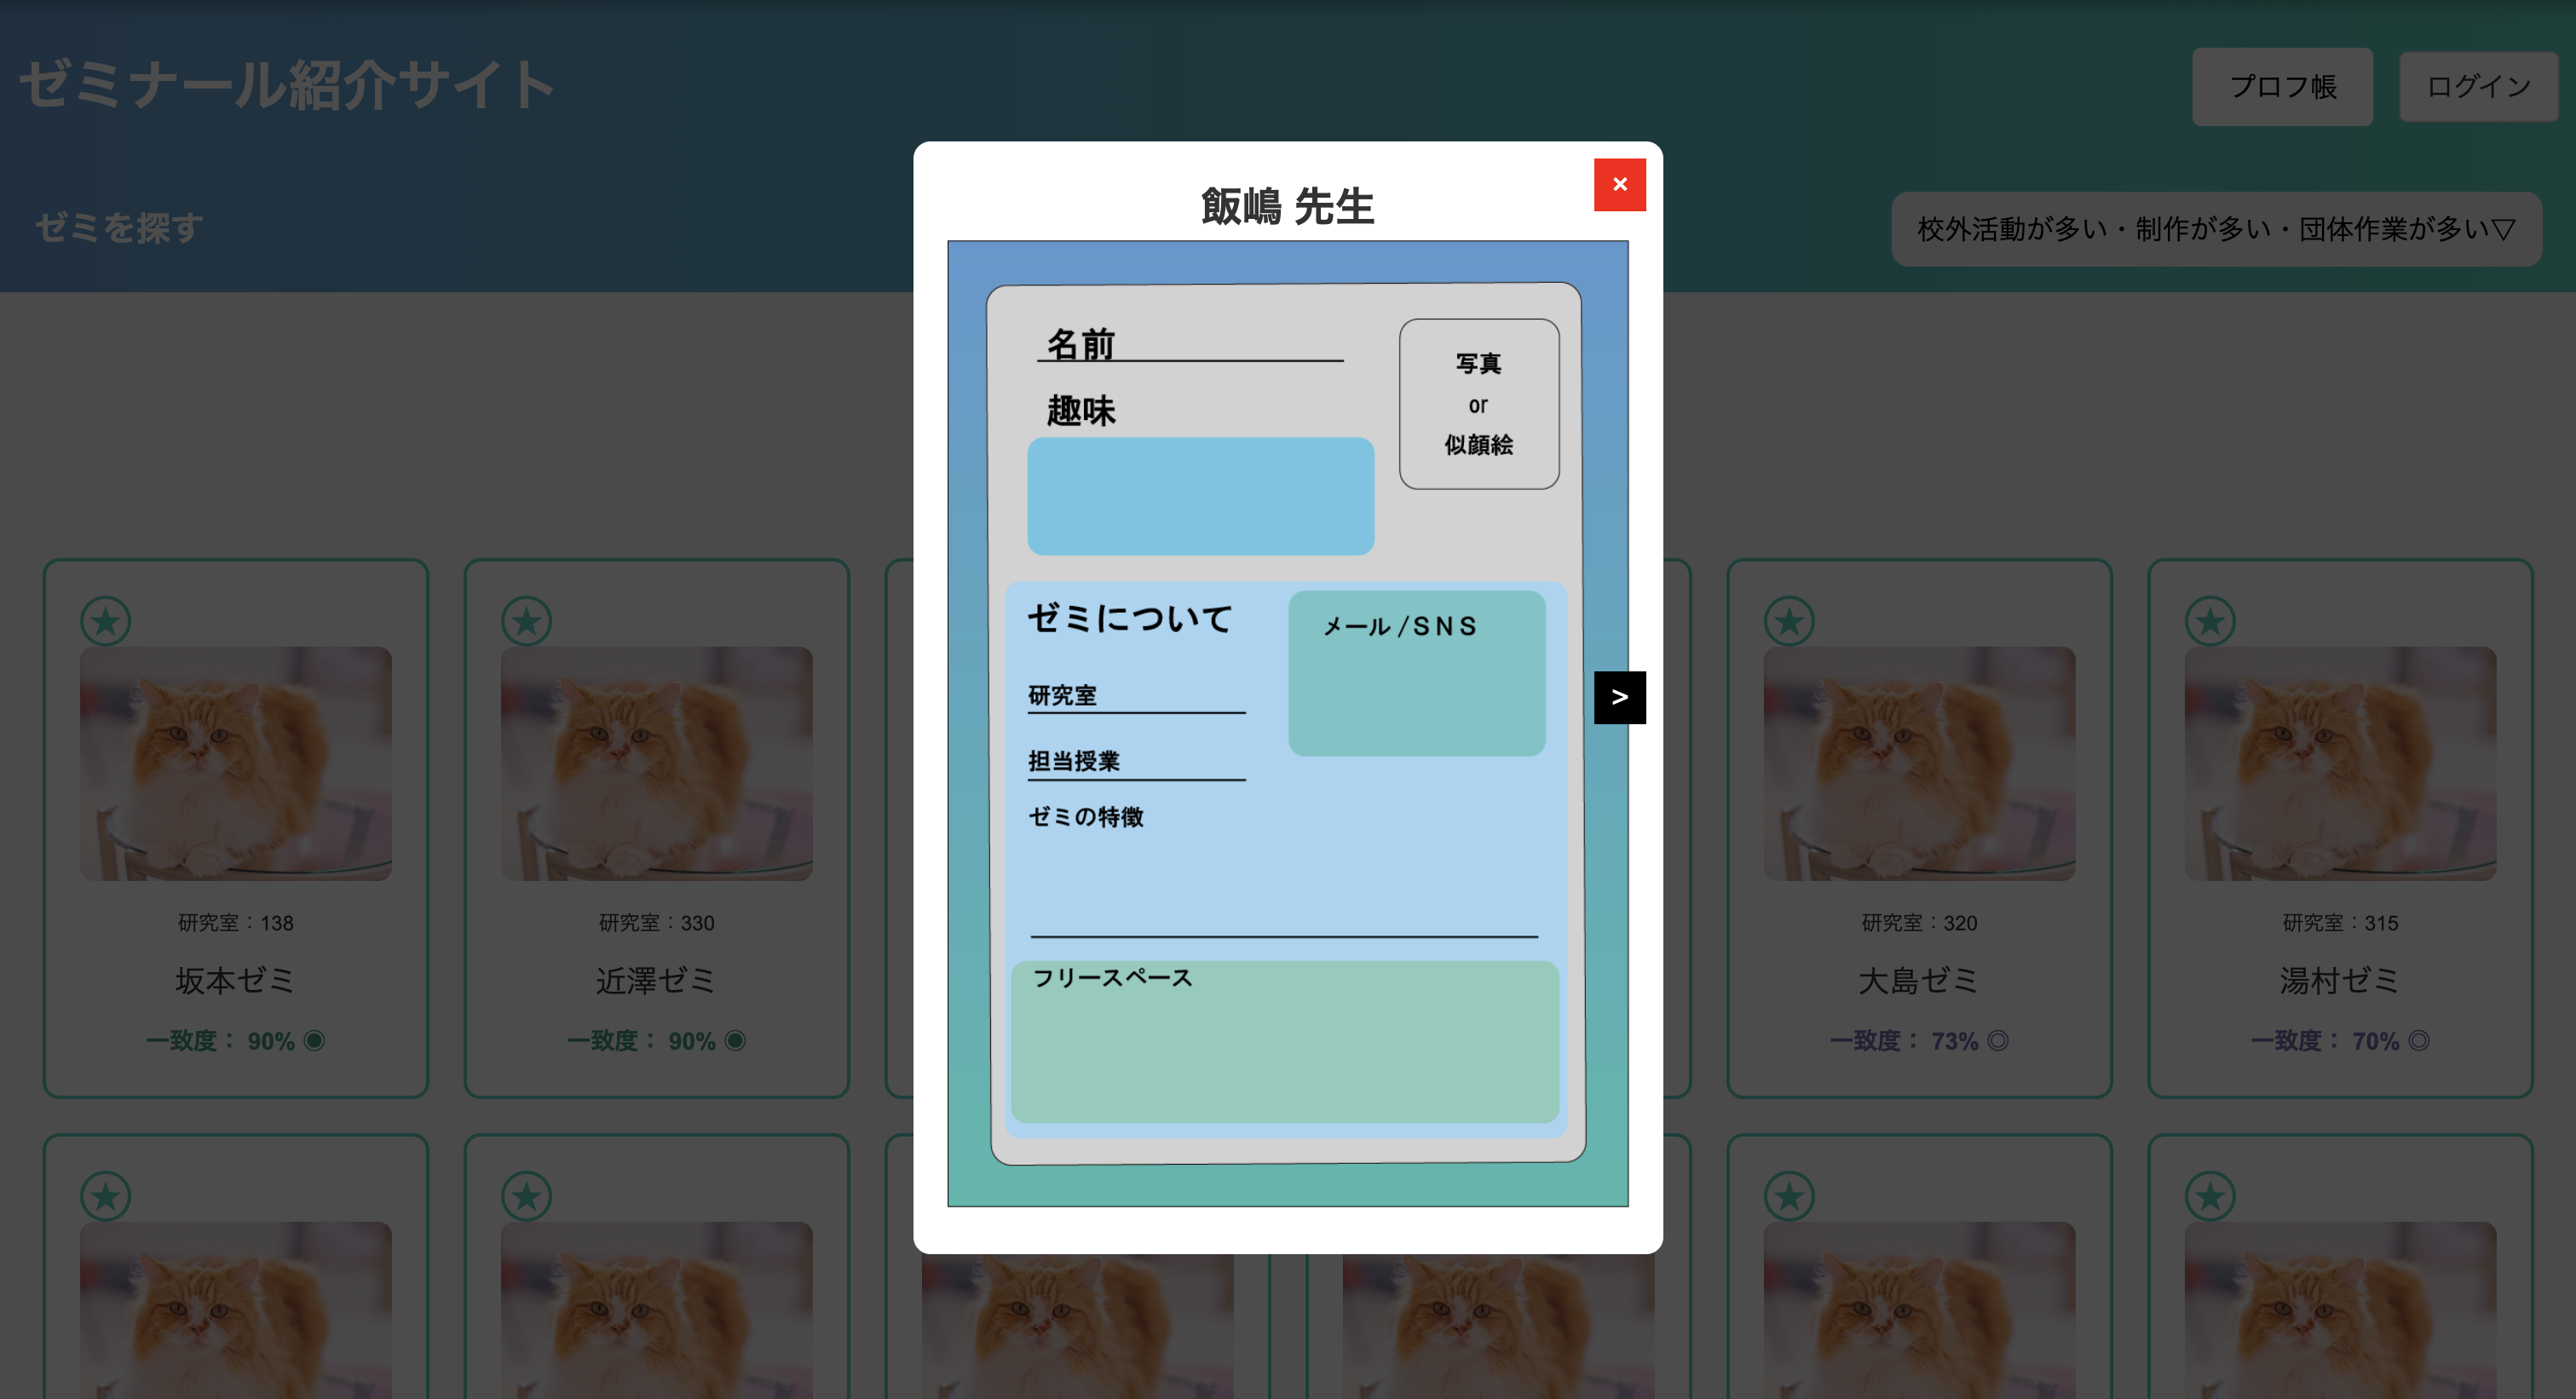 ゼミナール紹介サイト
プロフ帳
ログイン
ゼミを探す
校外活動が多い・制作が多い・団体作業が多い▽
飯嶋 先生
×
名前
趣味
写真
or
似顔絵
ゼミについて
メール /ＳＮＳ
研究室
担当授業
ゼミの特徴
フリースペース
>
研究室：138
坂本ゼミ
一致度： 90% ◉
研究室：330
近澤ゼミ
一致度： 90% ◉
研究室：320
大島ゼミ
一致度： 73% ◎
研究室：315
湯村ゼミ
一致度： 70% ◎